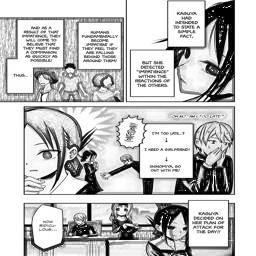 KAGUYA
HAD
INTENDED
TO STATE A
SIMPLE
FACT.
BUT SHE
DETECTED
"IMPATIENCE"
WITHIN THE
REACTIONS OF
THE OTHERS.
HUMANS
FUNDAMENTALLY
BECOME
IMPATIENT IF
THEY FEEL THEY
ARE FALLING
BEHIND THOSE
AROUND THEM!
AND AS A
RESULT OF THAT
IMPATIENCE, THEY
WILL COME TO
BELIEVE THAT
THEY MUST FIND
A COMPANION
AS QUICKLY AS
POSSIBLE!
THUS...
I'M TOO LATE..?
↓
I NEED A GIRLFRIEND!
↓
SHINOMIYA, GO
OUT WITH ME!
KAGUYA
DECIDED ON
HER PLAN OF
ATTACK FOR
THE DAY!!
HOW
RIDICU-
LOUS...